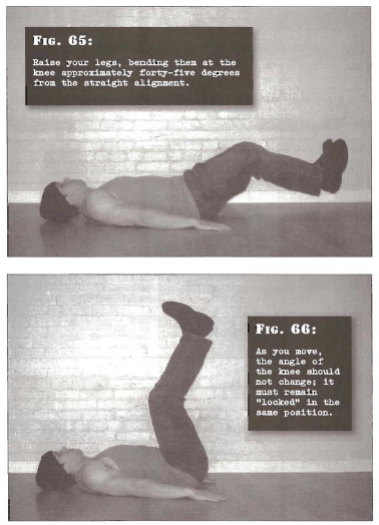 FIG. 65:
Raise your legs, bending them at the
knee approximately forty-five degrees
from the straight alignment.
FIG. 66:
As you move,
the angle of
the knee should
not change; it
must remain
"locked" in the
same position.